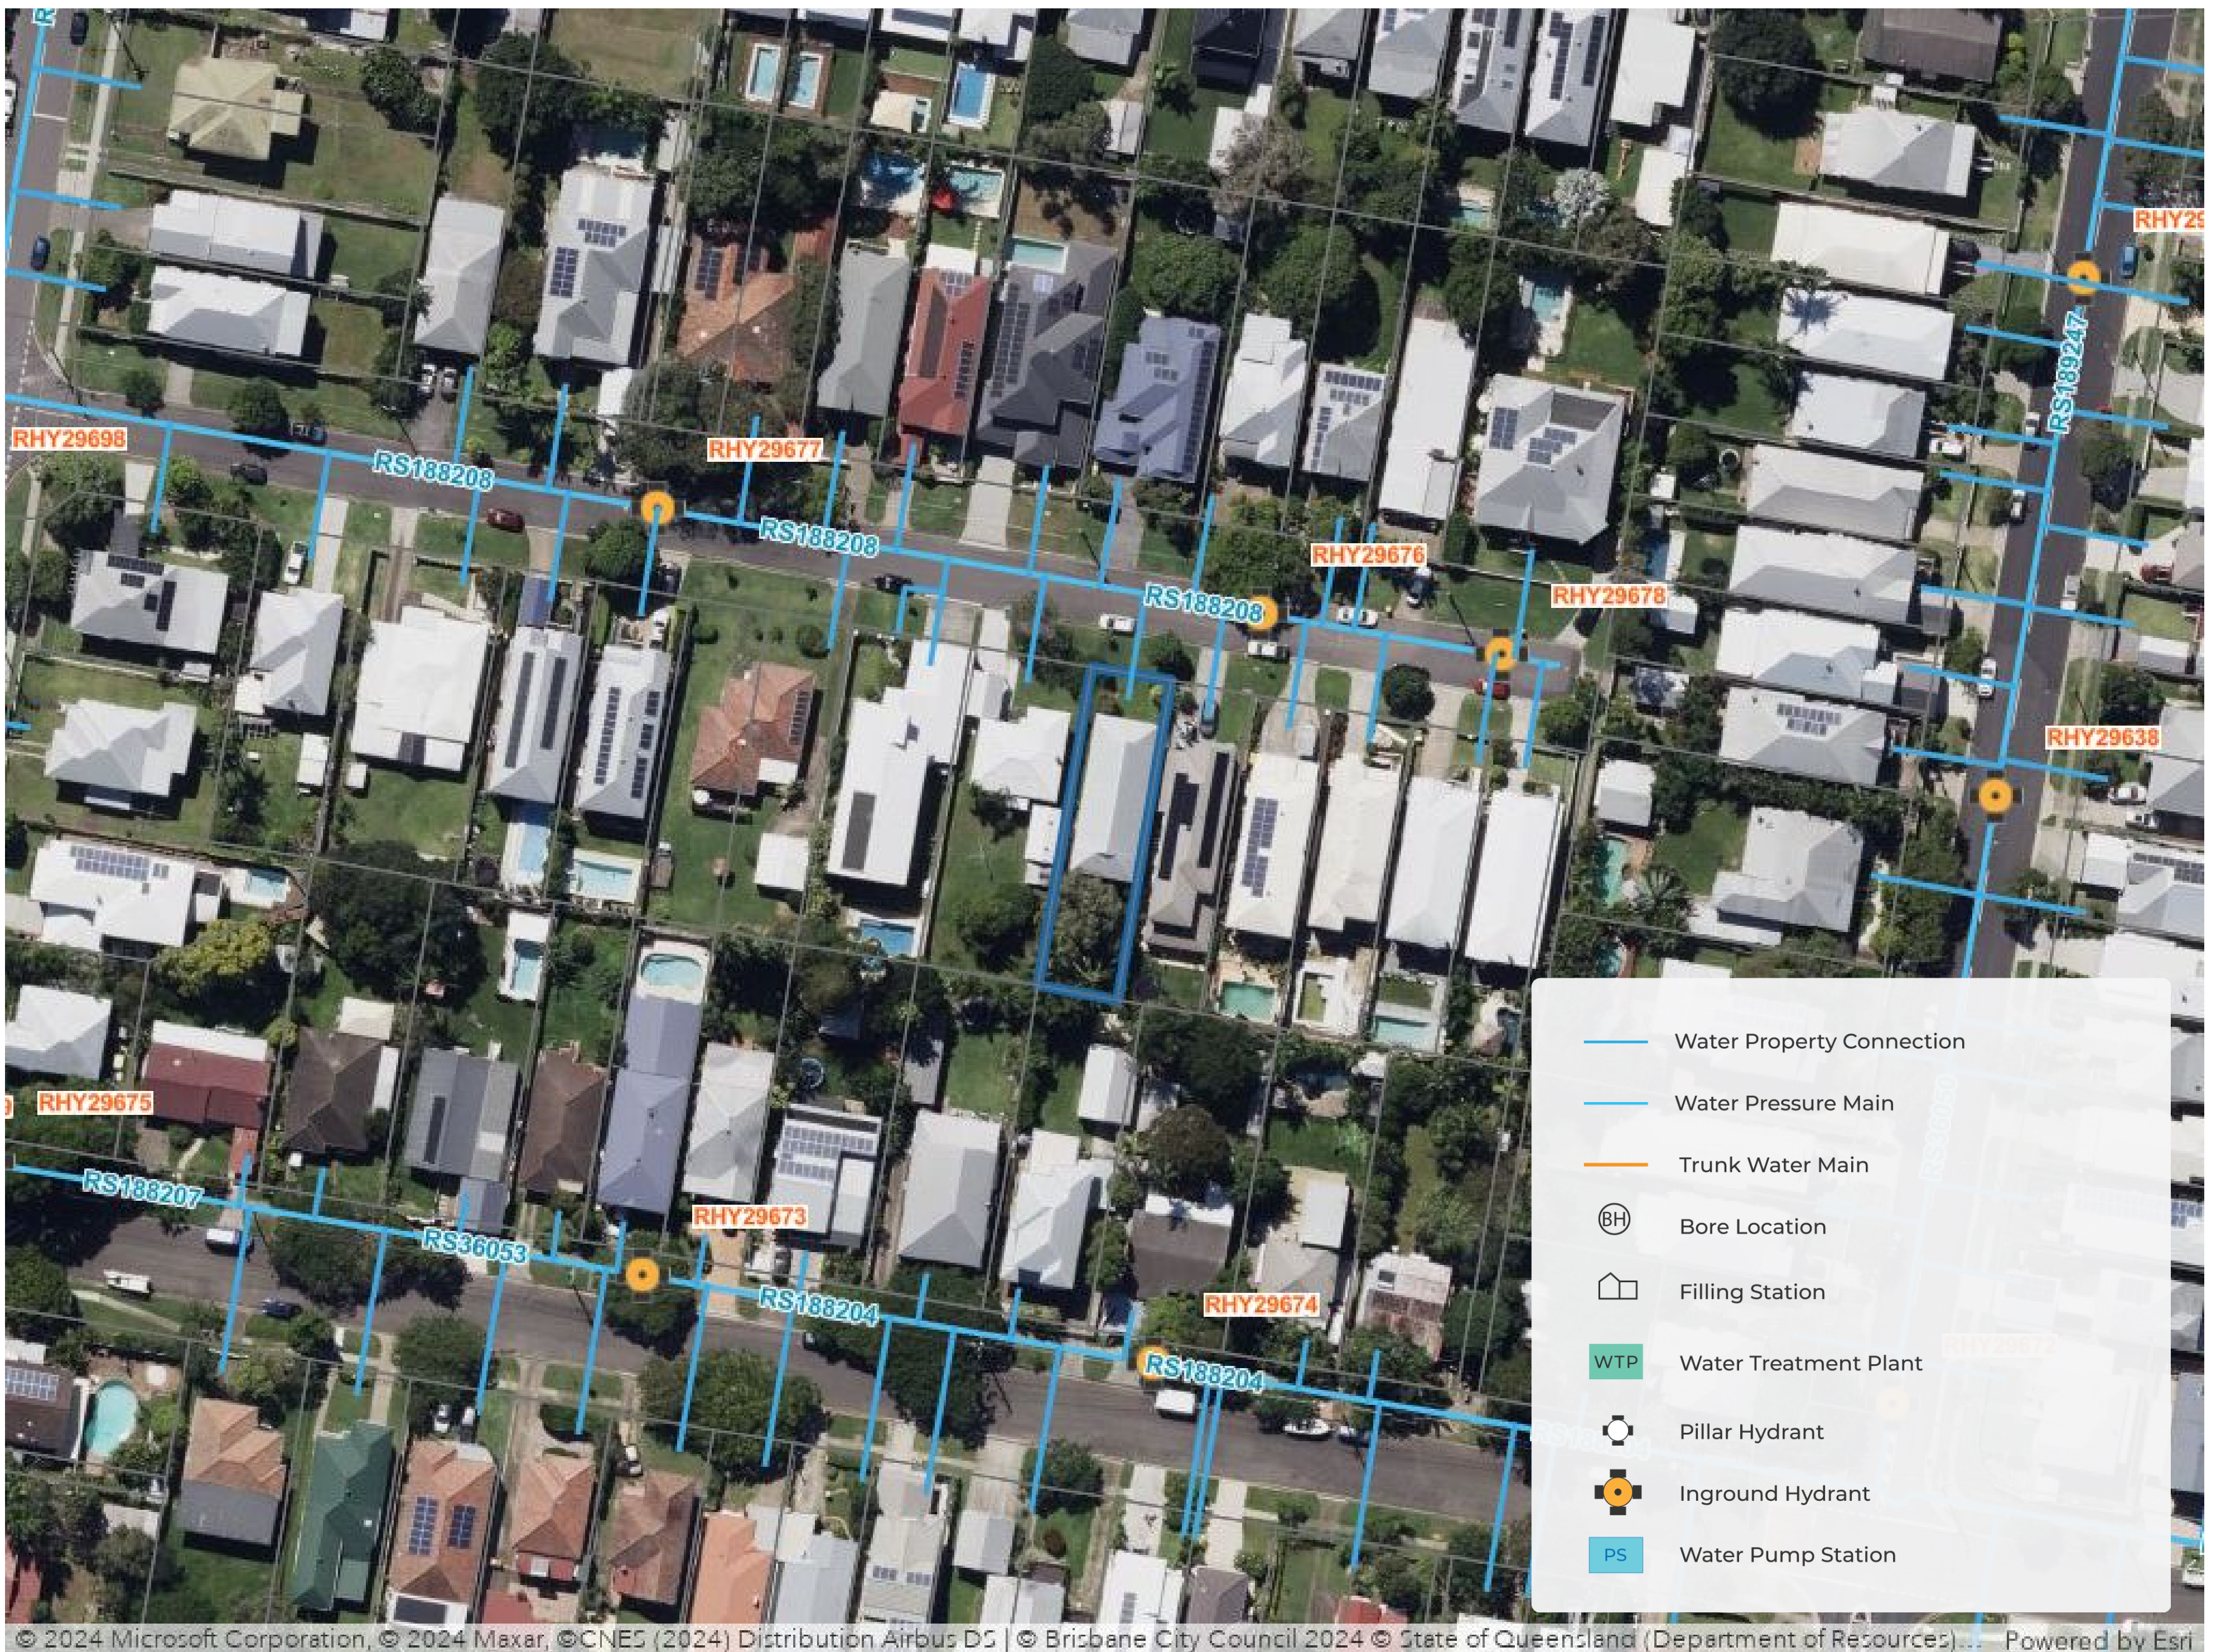 R
RHY29
RS189247
RHY29698
RHY29677
RS188208
RS188208
RHY29676
RS188208
RHY29678
RHY29638
9
RHY29675
RS188207
RHY29673
RS36053
RS188204
RHY29674
RS188204
Water Property Connection
Water Pressure Main
Trunk Water Main
BH Bore Location
Filling Station
WTP Water Treatment Plant
Pillar Hydrant
Inground Hydrant
PS Water Pump Station
© 2024 Microsoft Corporation, © 2024 Maxar, ©CNES (2024) Distribution Airbus DS | © Brisbane City Council 2024 © State of Queensland (Department of Resources)... Powered by Esri